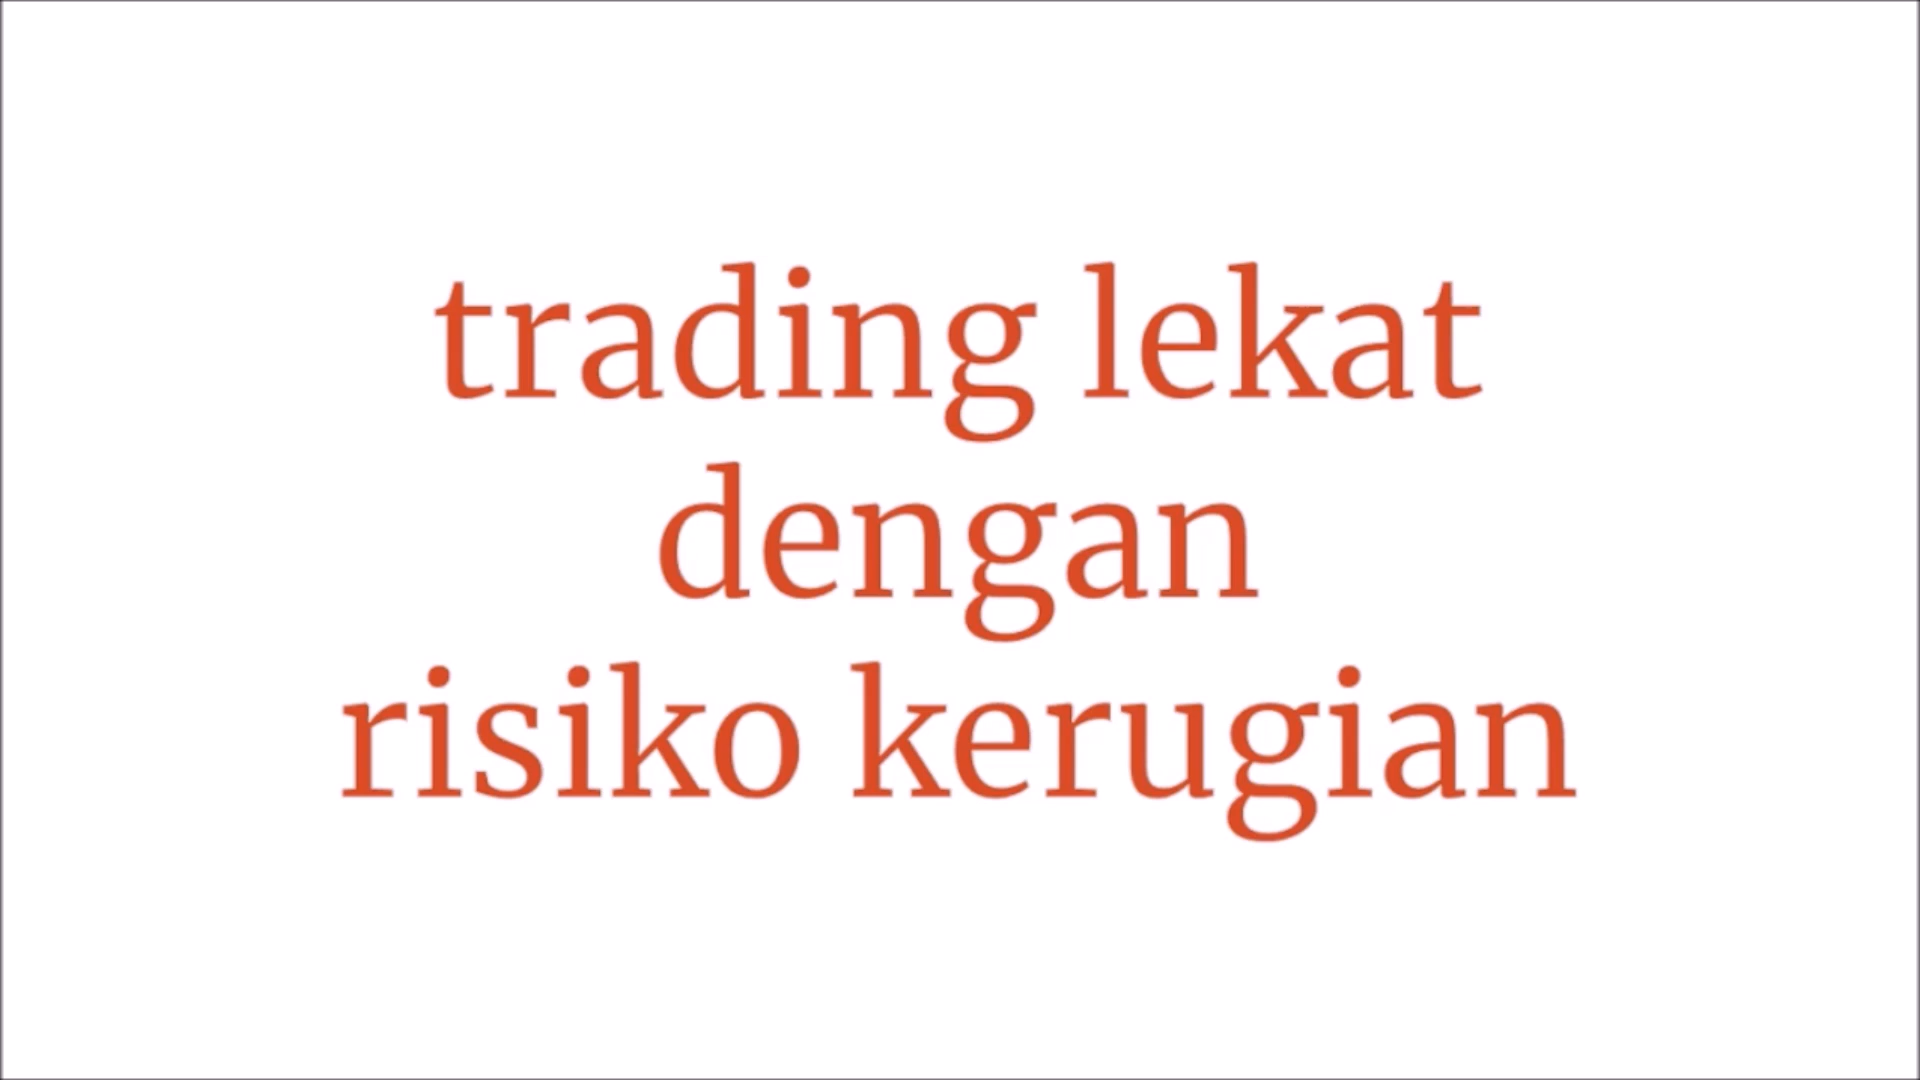 trading lekat
dengan
risiko kerugian